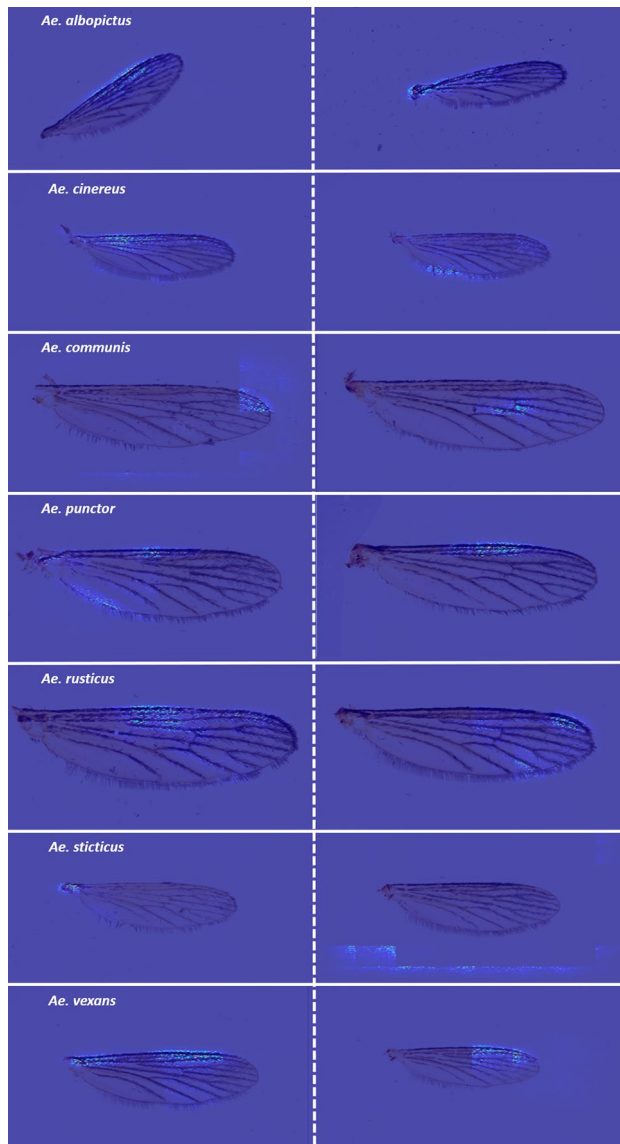 Ae. albopictus
Ae. cinereus
Ae. communis
Ae. punctor
Ae. rusticus
Ae. sticticus
Ae. vexans